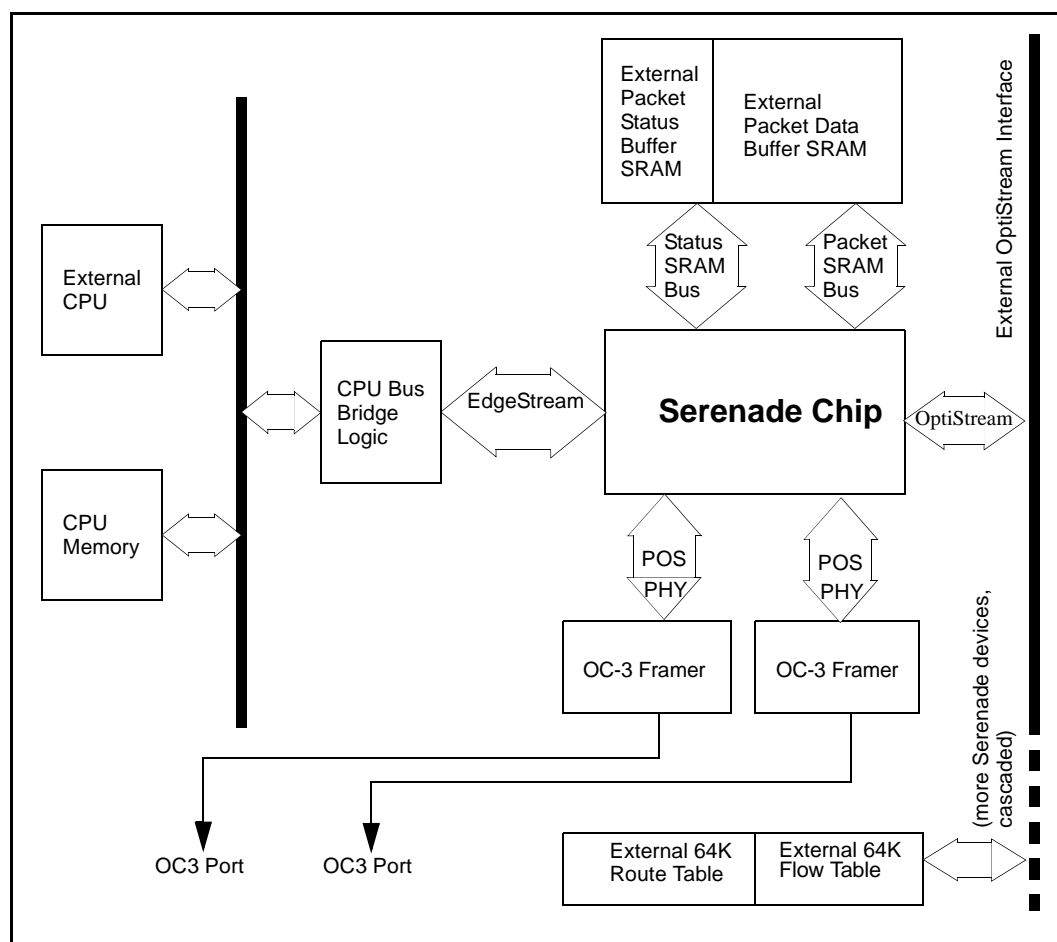 External
Packet
Status
Buffer
SRAM
External
Packet Data
Buffer SRAM
External OptiStream Interface
Status
SRAM
Bus
Packet
SRAM
Bus
External
CPU
CPU Bus
Bridge
Logic
EdgeStream
Serenade Chip
OptiStream
CPU
Memory
POS
PHY
POS
PHY
OC-3 Framer
OC-3 Framer
(more Serenade devices,
cascaded)
OC3 Port
OC3 Port
External 64K
Route Table
External 64K
Flow Table